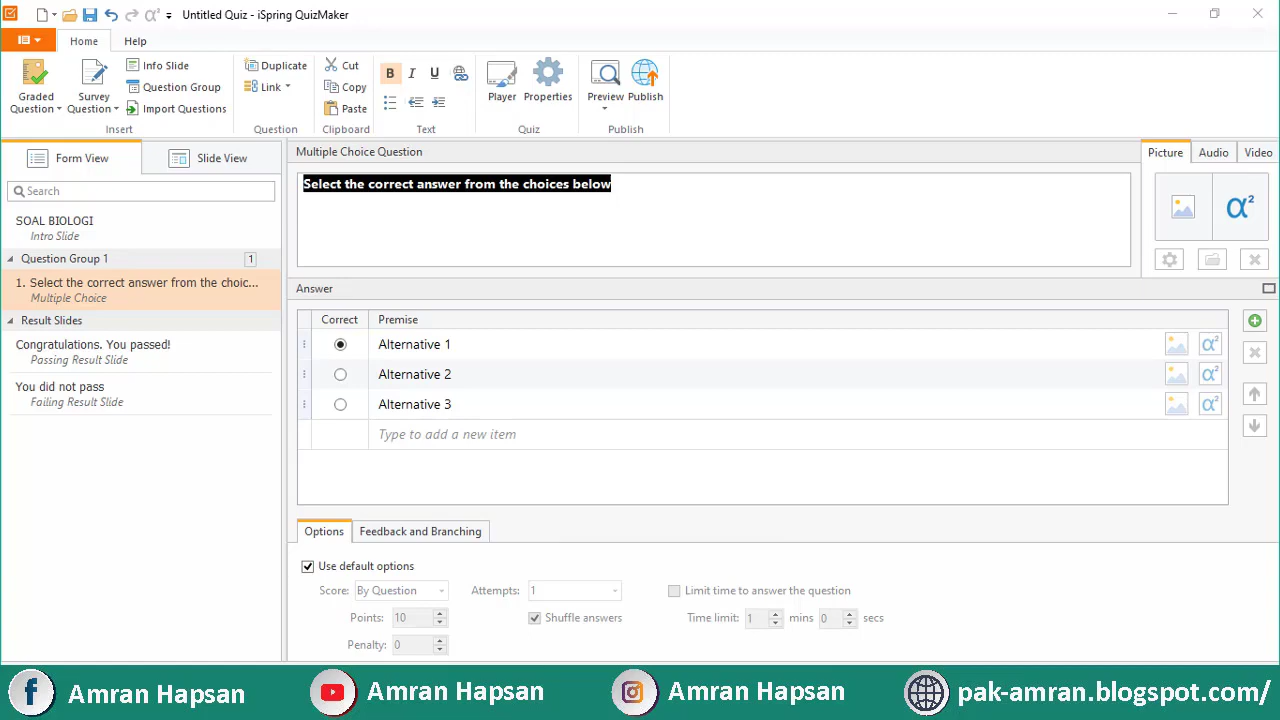 Untitled Quiz - iSpring QuizMaker
Home Help
Graded Question
Survey Question
Info Slide
Question Group
Import Questions
Insert
Duplicate
Link
Question
Cut
Copy
Paste
Clipboard
B I U
Text
Player
Properties
Quiz
Preview
Publish
Publish
Form View
Slide View
Search
SOAL BIOLOGI
Intro Slide
Question Group 1 1
1. Select the correct answer from the choic...
Multiple Choice
Result Slides
Congratulations. You passed!
Passing Result Slide
You did not pass
Failing Result Slide
Multiple Choice Question
Select the correct answer from the choices below
Picture Audio Video
α²
Answer
Correct Premise
Alternative 1 α²
Alternative 2 α²
Alternative 3 α²
Type to add a new item
Options Feedback and Branching
Use default options
Score: By Question Attempts: 1 Limit time to answer the question
Points: 10 Shuffle answers Time limit: 1 mins 0 secs
Penalty: 0
Amran Hapsan Amran Hapsan Amran Hapsan pak-amran.blogspot.com/